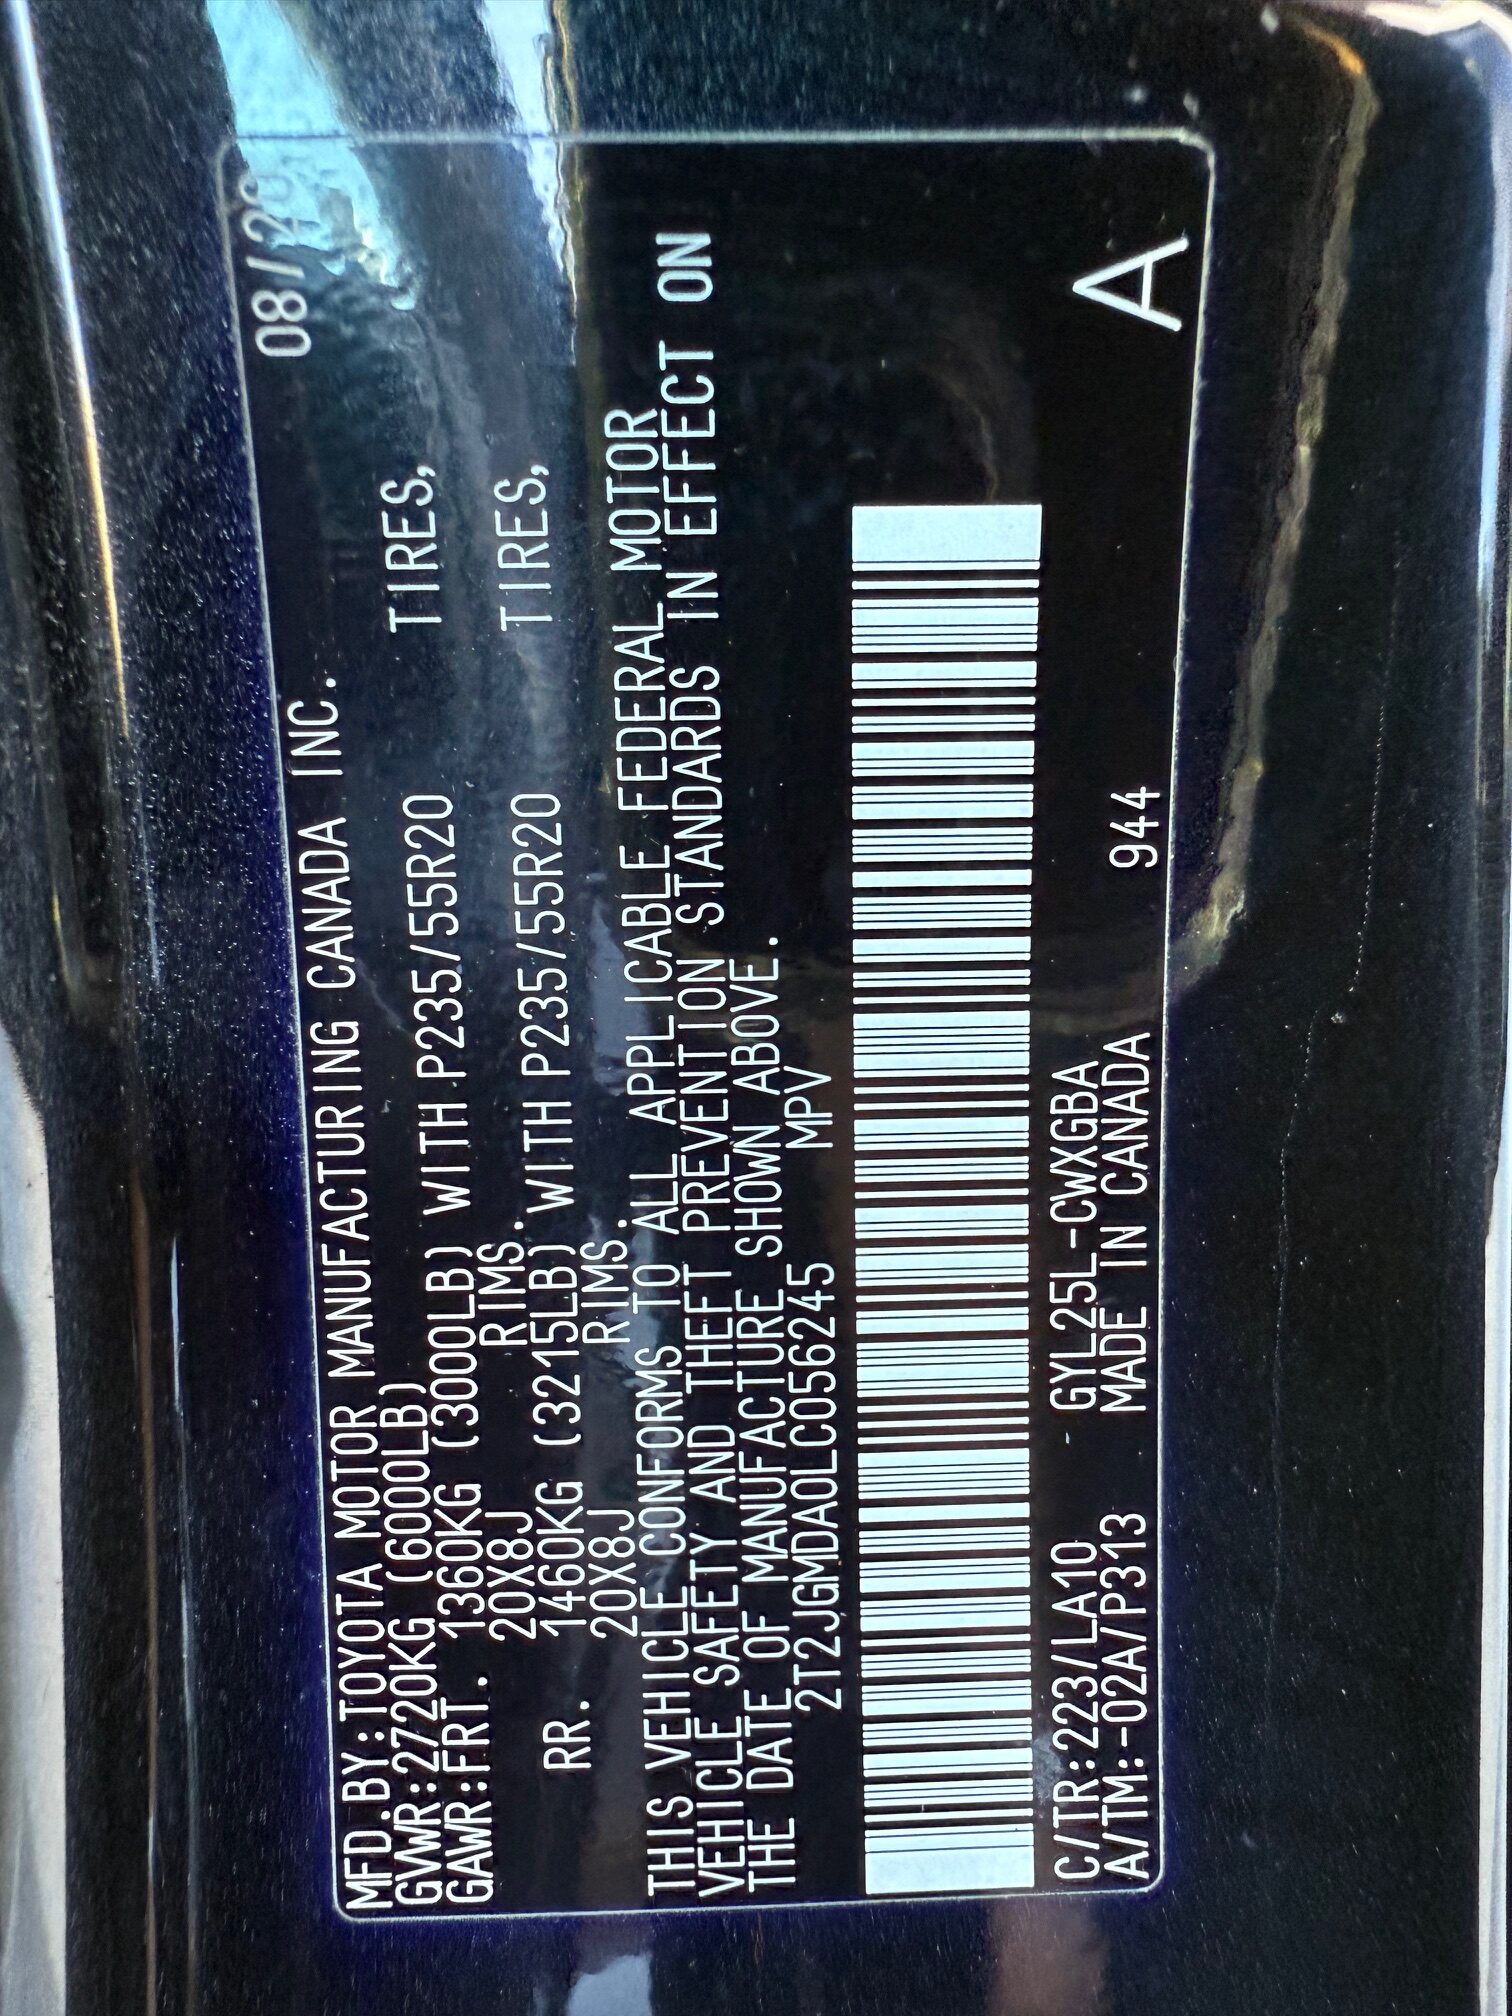 MFD.BY:TOYOTA MOTOR MANUFACTURING CANADA INC. 08/20
GVWR:2720KG (6000LB)
GAWR:FRT. 1360KG (3000LB) WITH P235/55R20 TIRES,
20X8J RIMS.
RR. 1460KG (3215LB) WITH P235/55R20 TIRES,
20X8J RIMS.
THIS VEHICLE CONFORMS TO ALL APPLICABLE FEDERAL MOTOR
VEHICLE SAFETY AND THEFT PREVENTION STANDARDS IN EFFECT ON
THE DATE OF MANUFACTURE SHOWN ABOVE.
2T2JGMDA0LC056245 MPV
C/TR:223/LA10 GYL25L-CWXGBA
A/TM:-02A/P313 MADE IN CANADA 944 A